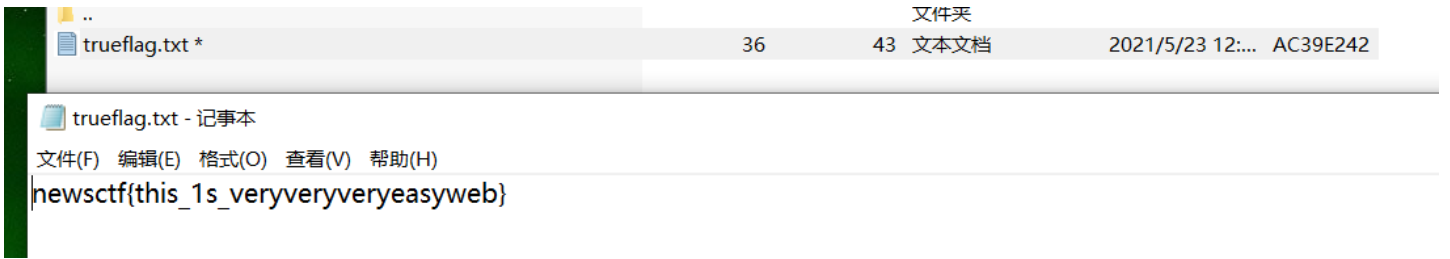 .. 文件夹
trueflag.txt * 36 43 文本文档 2021/5/23 12:... AC39E242
trueflag.txt - 记事本
文件(F) 编辑(E) 格式(O) 查看(V) 帮助(H)
newsctf{this_1s_veryveryveryeasyweb}